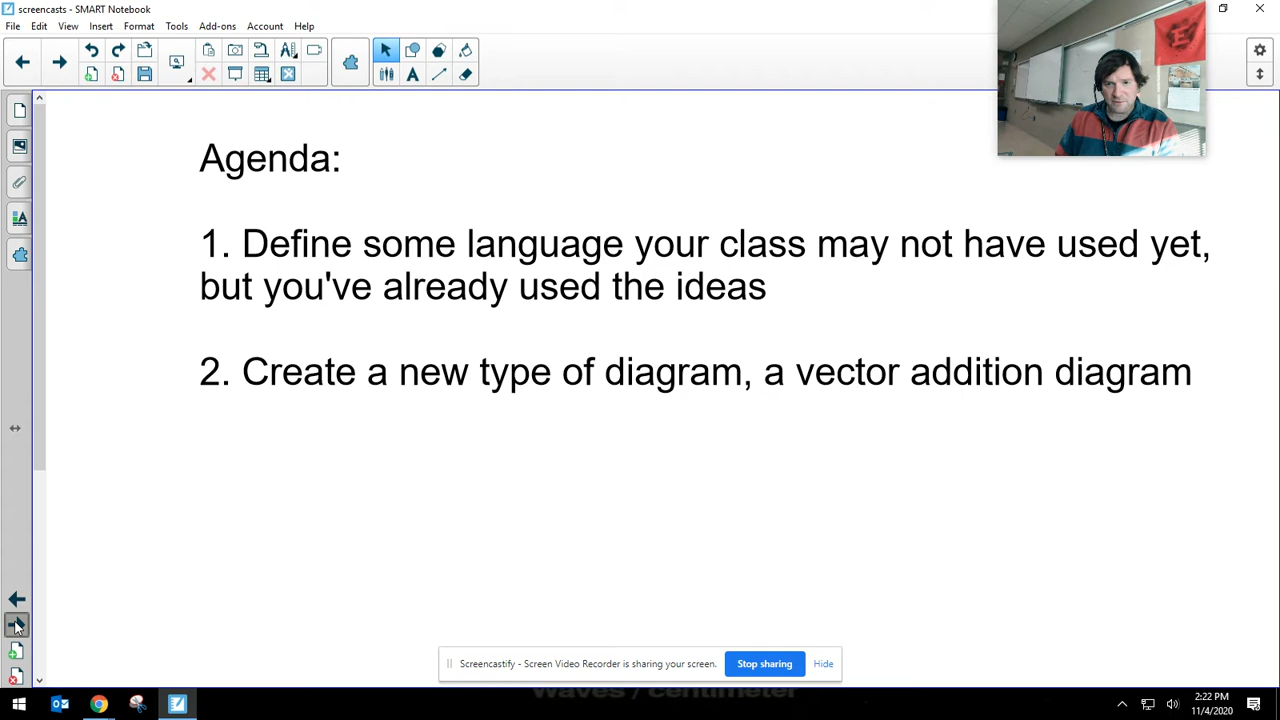 screencasts - SMART Notebook
File Edit View Insert Format Tools Add-ons Account Help
Agenda:
1. Define some language your class may not have used yet,
but you've already used the ideas
2. Create a new type of diagram, a vector addition diagram
Screencastify - Screen Video Recorder is sharing your screen. Stop sharing Hide
Waves / centimeter
2:22 PM
11/4/2020